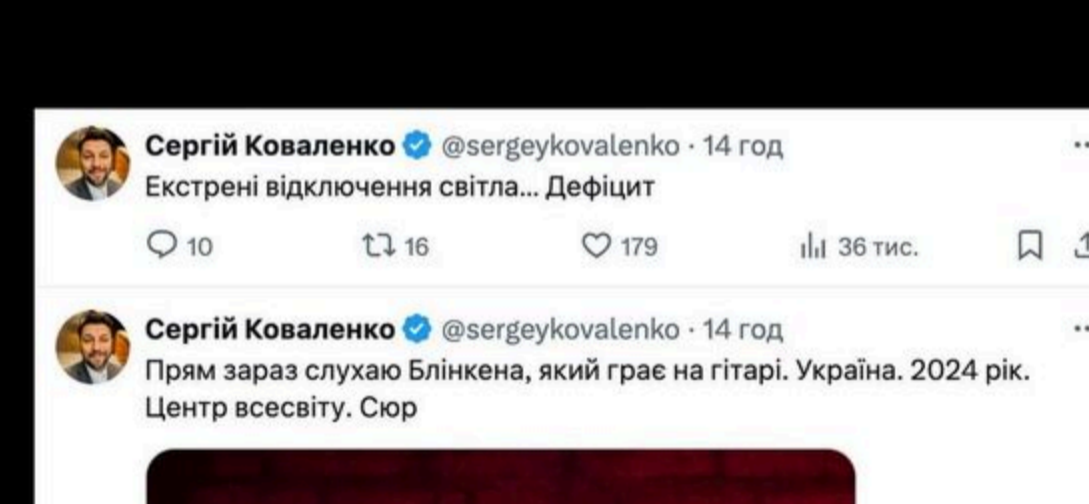 Сергій Коваленко @sergeykovalenko · 14 год
Екстрені відключення світла... Дефіцит
10 16 179 36 тис.
Сергій Коваленко @sergeykovalenko · 14 год
Прям зараз слухаю Блінкена, який грає на гітарі. Україна. 2024 рік.
Центр всесвіту. Сюр